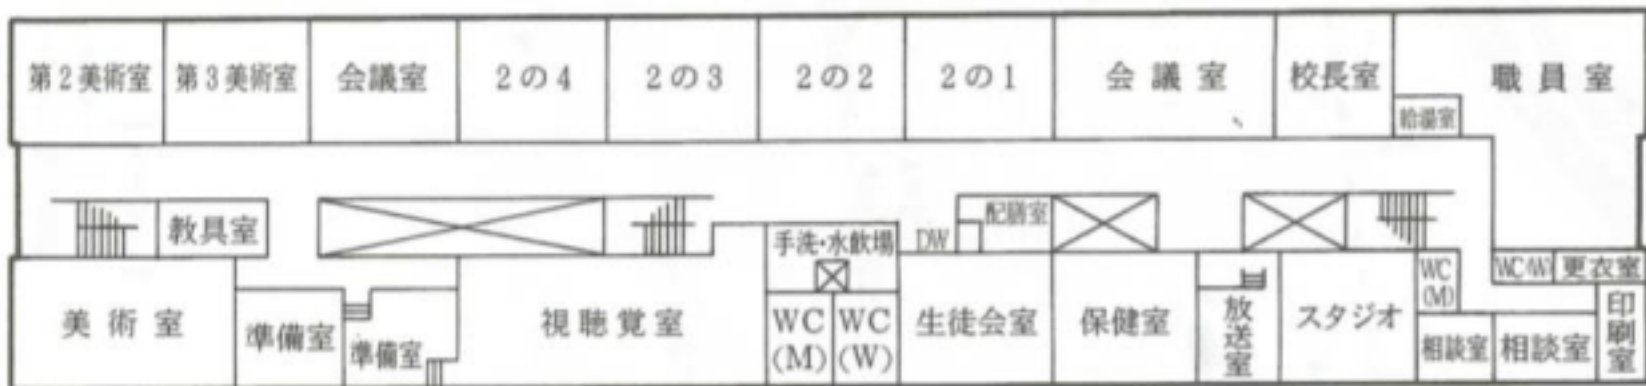 第2美術室
第3美術室
会議室
2の4
2の3
2の2
2の1
会議室
校長室
職員室
給湯室
教具室
手洗・水飲場
DW
配膳室
美術室
準備室
準備室
視聴覚室
WC
(M)
WC
(W)
生徒会室
保健室
放送室
スタジオ
WC
(M)
WC(W)
更衣室
相談室
相談室
印刷室